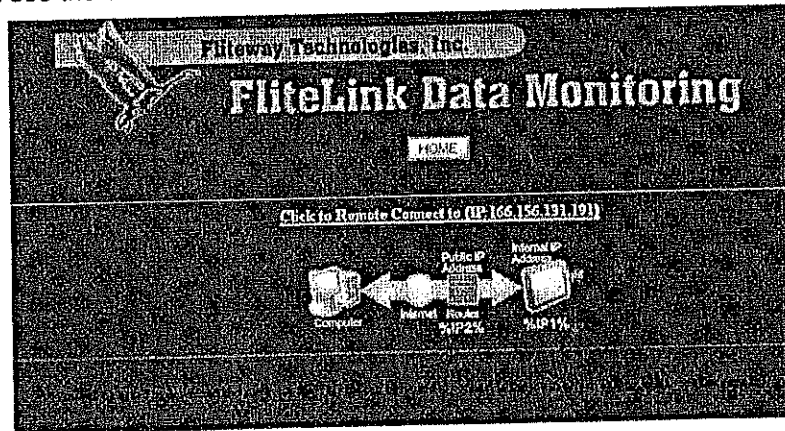 Fliteway Technologies, Inc.
FliteLink Data Monitoring
HOME
Click to Remote Connect to (IP:166.156.131.191)
Public IP
Address
Internal IP
Address
Computer
Internet
Router
%IP2%
%IP1%